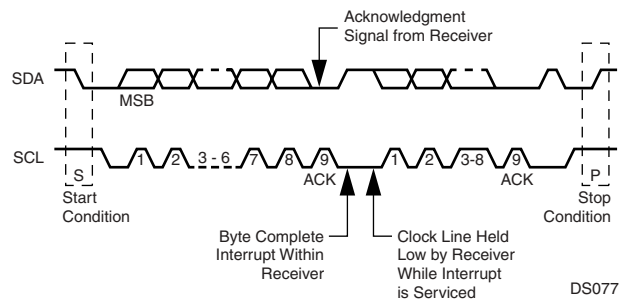 Acknowledgment
Signal from Receiver
SDA
MSB
SCL
S
1
2
3 - 6
7
8
9
1
2
3-8
9
P
ACK
ACK
Start
Condition
Stop
Condition
Byte Complete
Interrupt Within
Receiver
Clock Line Held
Low by Receiver
While Interrupt
is Serviced
DS077